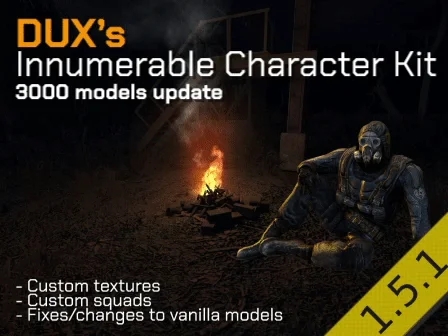 DUX's
Innumerable Character Kit
3000 models update
- Custom textures
- Custom squads
- Fixes/changes to vanilla models
1.5.1